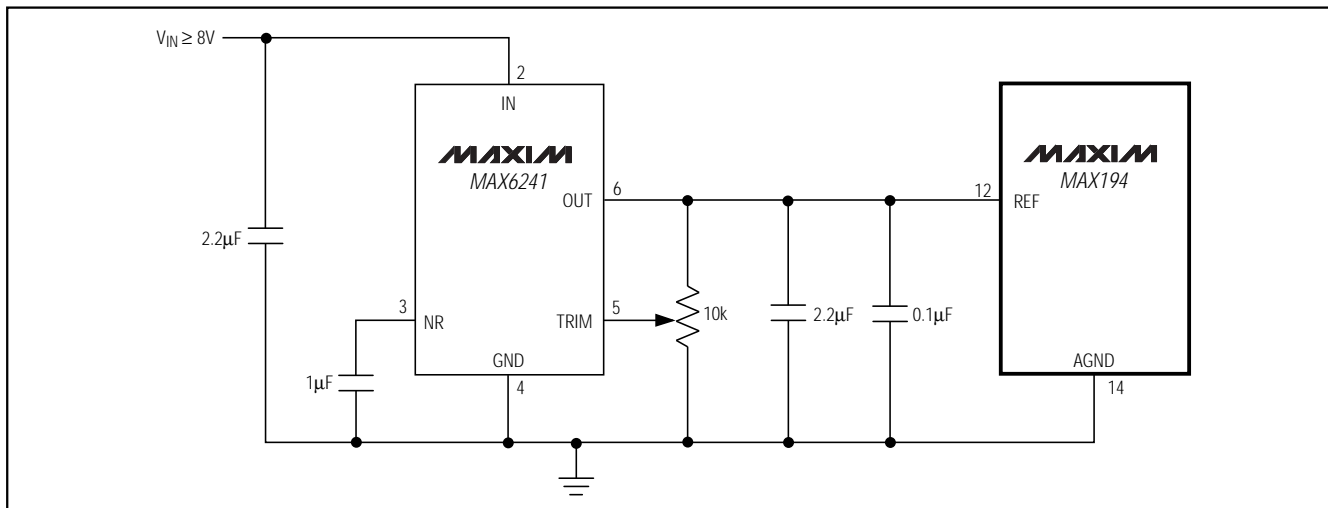 V_IN ≥ 8V
2
IN
MAXIM
MAX6241
OUT
6
12
REF
MAXIM
MAX194
2.2µF
3
NR
TRIM
5
10k
2.2µF
0.1µF
1µF
GND
4
AGND
14